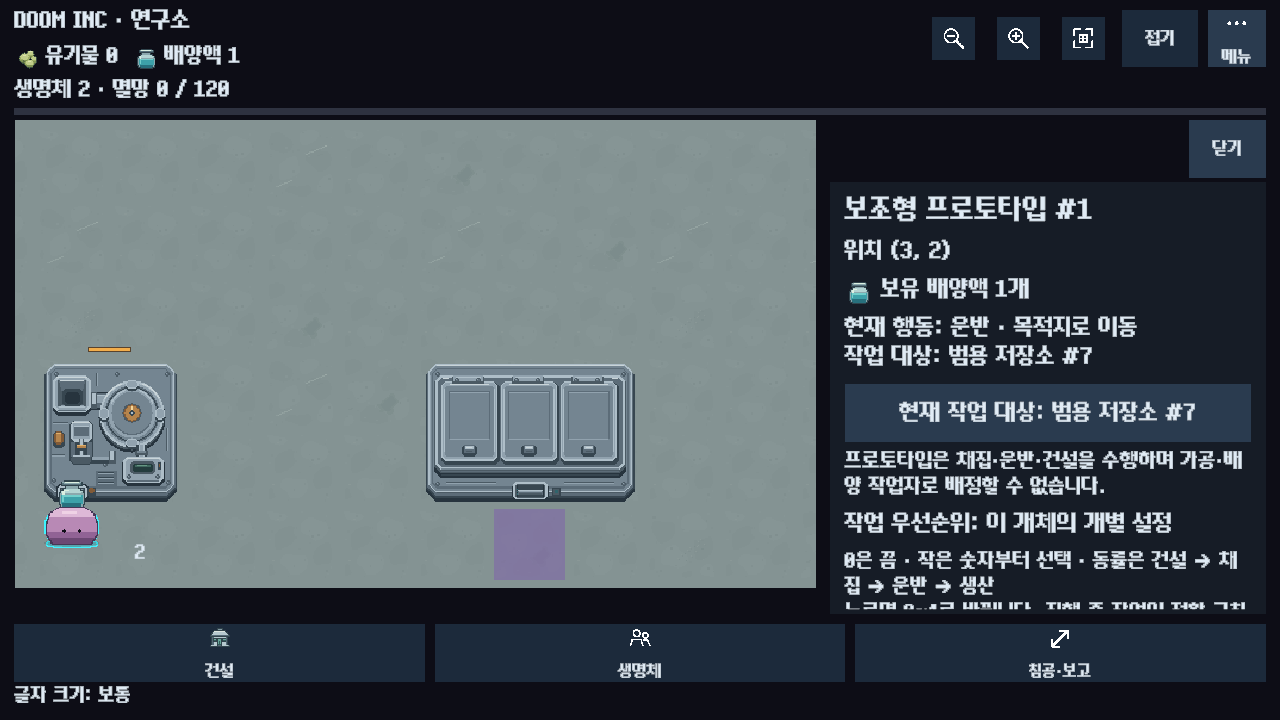 DOOM INC · 연구소
유기물 0 배양액 1
생명체 2 · 멸망 0 / 120
접기
메뉴
닫기
보조형 프로토타입 #1
위치 (3, 2)
보유 배양액 1개
현재 행동: 운반 · 목적지로 이동
작업 대상: 범용 저장소 #7
현재 작업 대상: 범용 저장소 #7
프로토타입은 채집·운반·건설을 수행하며 가공·배
양 작업자로 배정할 수 없습니다.
작업 우선순위: 이 개체의 개별 설정
0은 끔 · 작은 숫자부터 선택 · 동률은 건설 → 채
집 → 운반 → 생산
2
건설
생명체
침공·보고
글자 크기: 보통